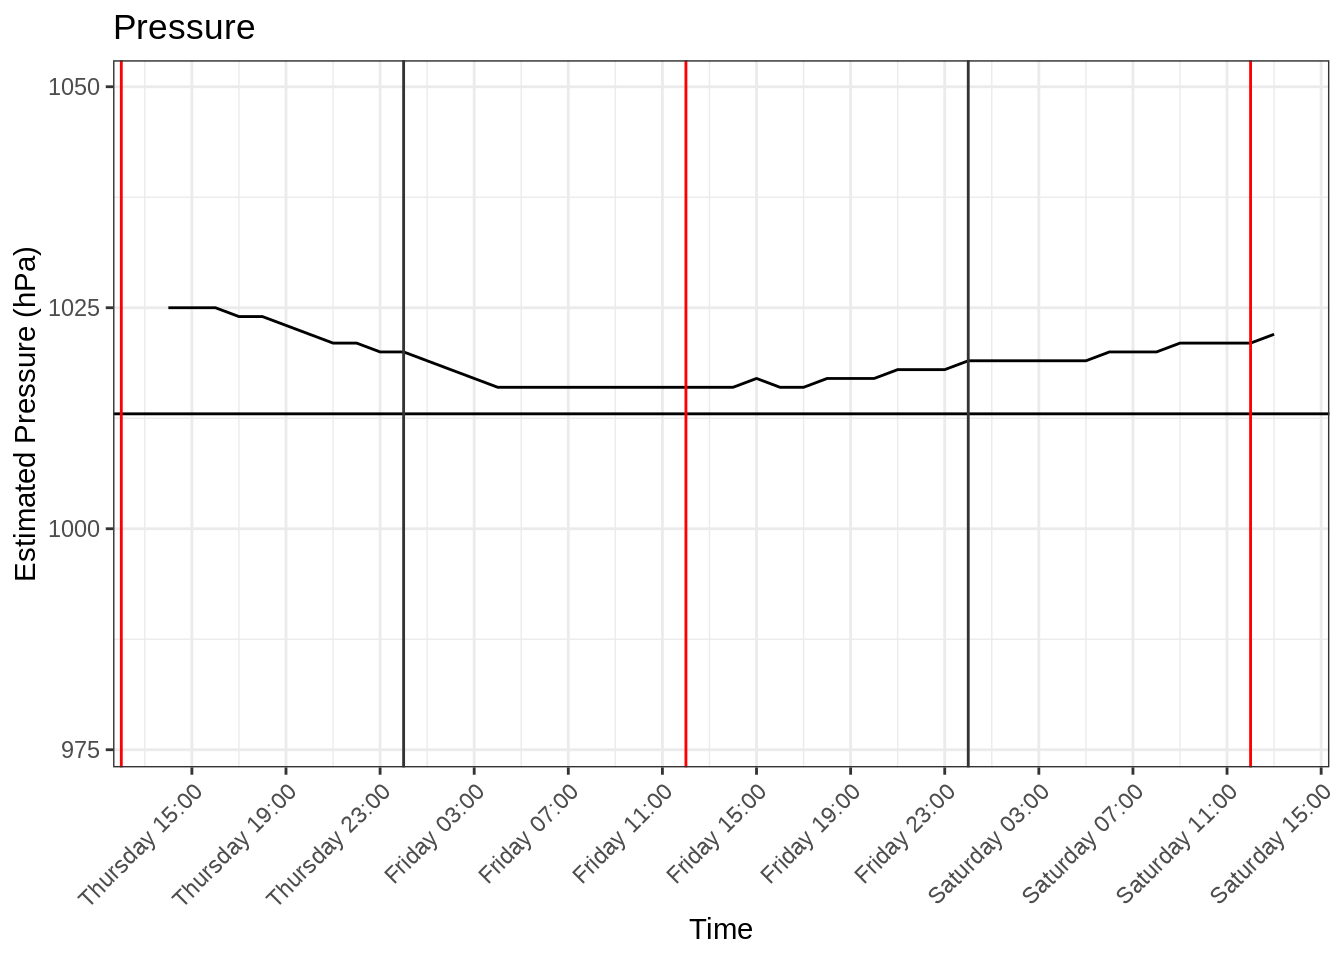 Pressure
Estimated Pressure (hPa)
1050
1025
1000
975
Thursday 15:00
Thursday 19:00
Thursday 23:00
Friday 03:00
Friday 07:00
Friday 11:00
Friday 15:00
Friday 19:00
Friday 23:00
Saturday 03:00
Saturday 07:00
Saturday 11:00
Saturday 15:00
Time